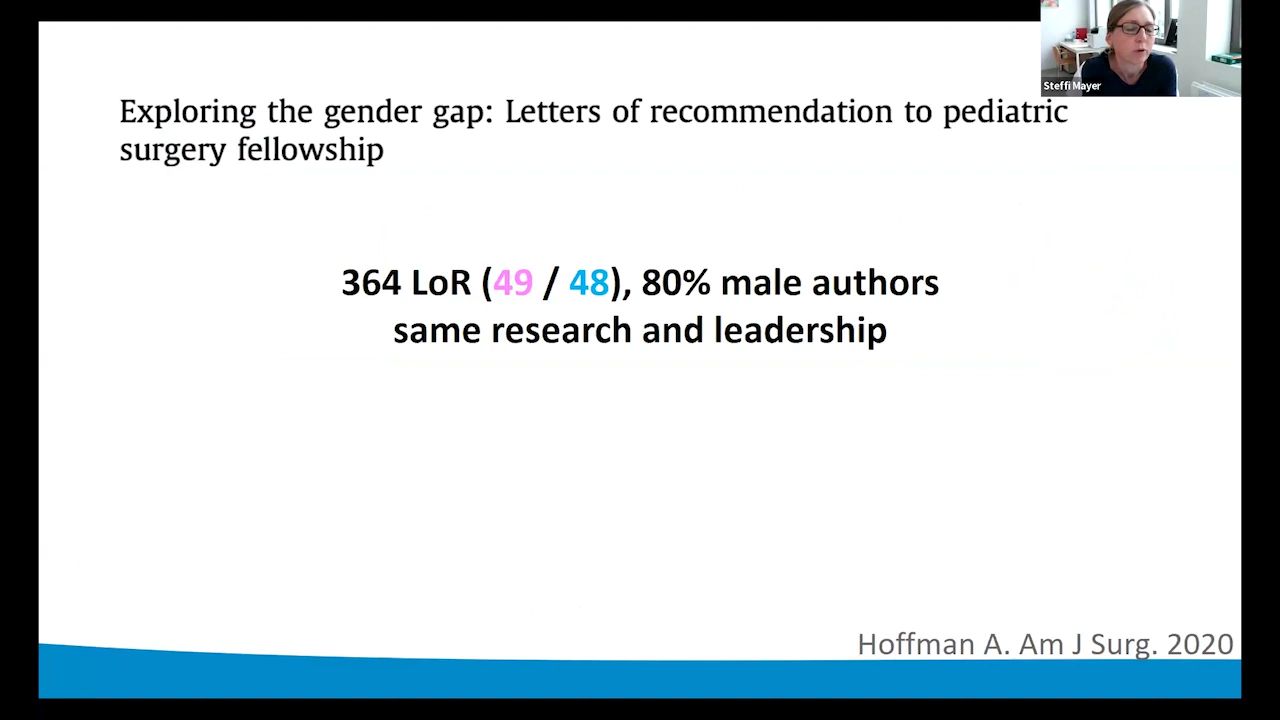 Steffi Mayer
Exploring the gender gap: Letters of recommendation to pediatric
surgery fellowship
364 LoR (49 / 48), 80% male authors
same research and leadership
Hoffman A. Am J Surg. 2020